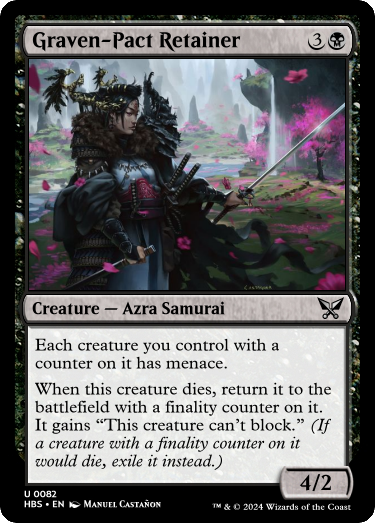 Graven-Pact Retainer 3
Creature — Azra Samurai
Each creature you control with a
counter on it has menace.
When this creature dies, return it to the
battlefield with a finality counter on it.
It gains “This creature can’t block.” (If
a creature with a finality counter on it
would die, exile it instead.)
4/2
U 0082
HBS • EN Manuel Castañon
™ & © 2024 Wizards of the Coast